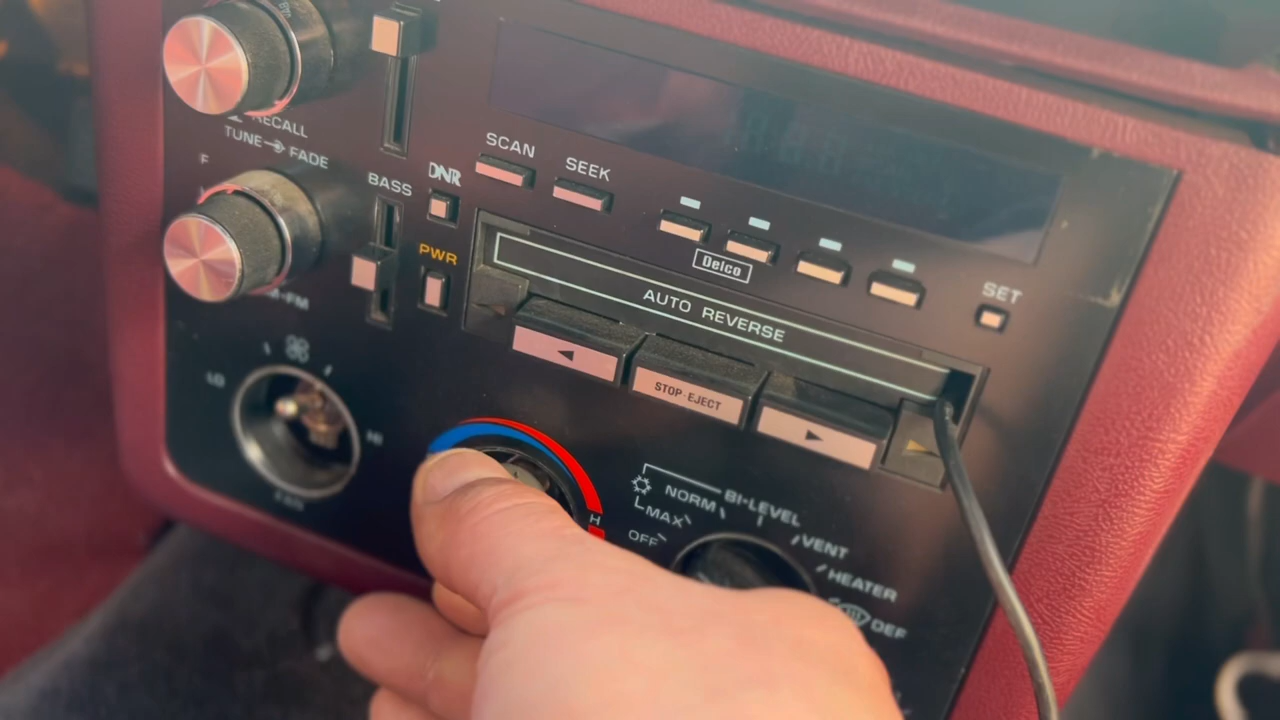 RECALL
TUNE FADE
F
BASS
DNR
PWR
SCAN
SEEK
Delco
SET
AUTO REVERSE
STOP·EJECT
LO
HI
H
NORM
MAX
OFF
BI-LEVEL
VENT
HEATER
DEF